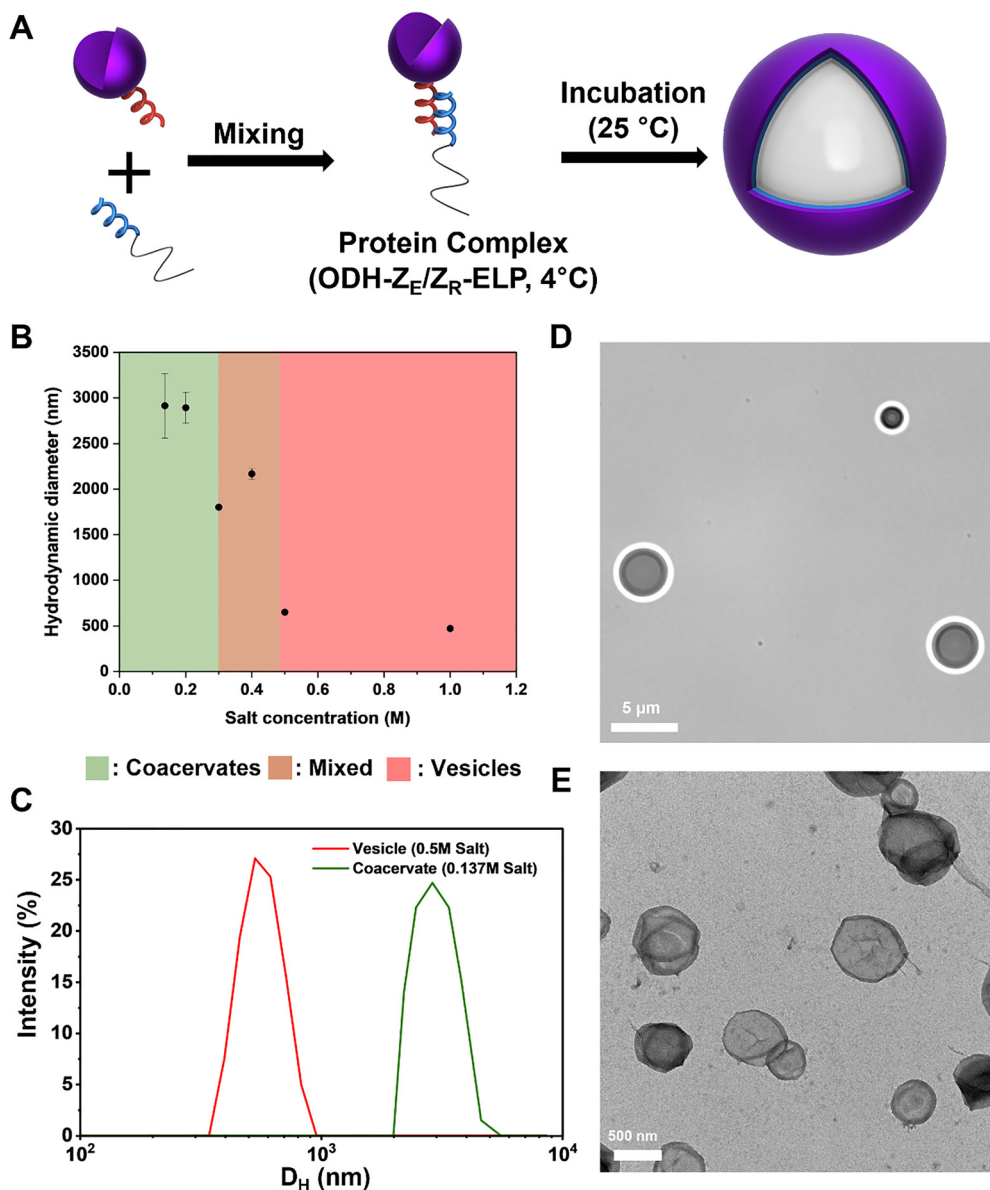 A
Mixing
Incubation
(25 °C)
Protein Complex
(ODH-Z_E/Z_R-ELP, 4°C)
B
Hydrodynamic diameter (nm)
3500
3000
2500
2000
1500
1000
500
0
0.0 0.2 0.4 0.6 0.8 1.0 1.2
Salt concentration (M)
: Coacervates : Mixed : Vesicles
C
Intensity (%)
30
25
20
15
10
5
0
Vesicle (0.5M Salt)
Coacervate (0.137M Salt)
10² 10³ 10⁴
D_H (nm)
D
5 µm
E
500 nm